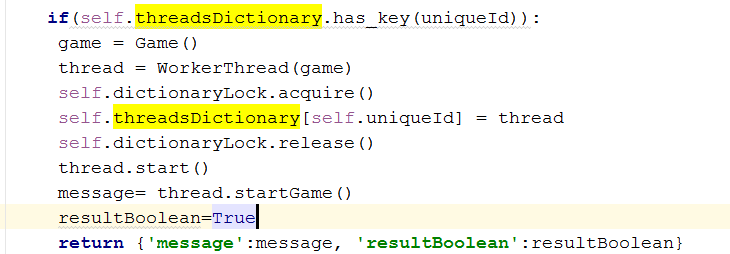 if(self.threadsDictionary.has_key(uniqueId)):
game = Game()
thread = WorkerThread(game)
self.dictionaryLock.acquire()
self.threadsDictionary[self.uniqueId] = thread
self.dictionaryLock.release()
thread.start()
message= thread.startGame()
resultBoolean=True
return {'message':message, 'resultBoolean':resultBoolean}